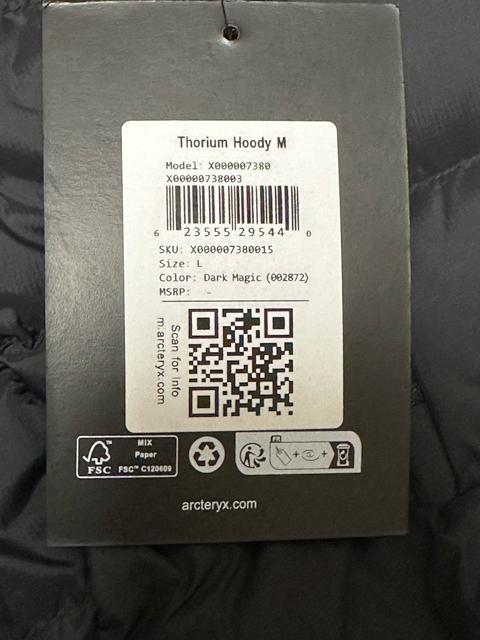 Thorium Hoody M
Model: X000007380
X00000738003
6 23555 29544 0
SKU: X000007380015
Size: L
Color: Dark Magic (002872)
MSRP: -
Scan for Info
m.arcteryx.com
FSC™
MIX
Paper
FSC™ C120609
FR
arcteryx.com